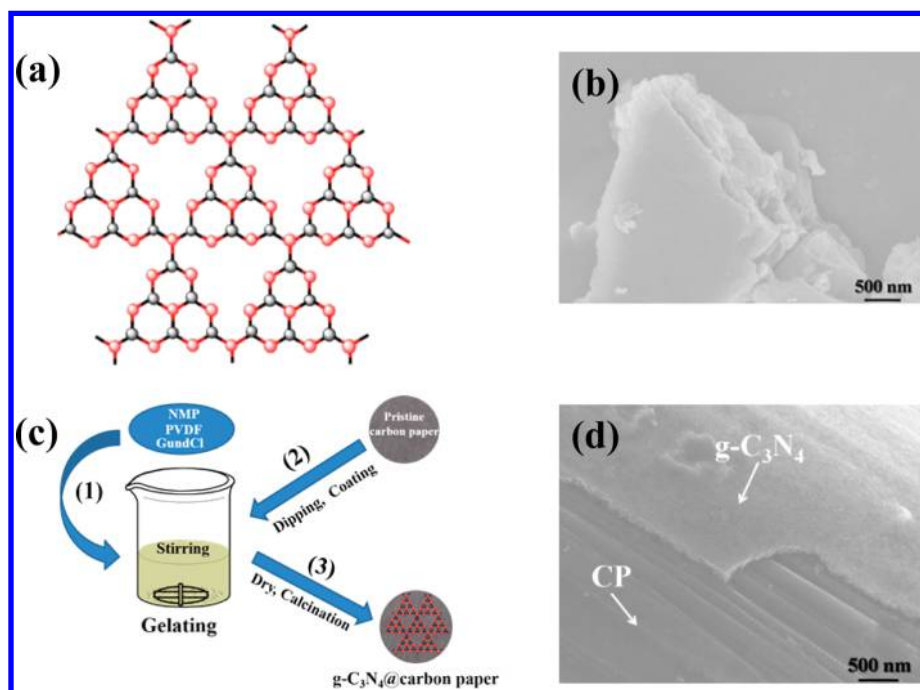 (a)
(b)
500 nm
(c)
NMP
PVDF
GundCl
(1)
Stirring
Gelating
Pristine
carbon paper
(2)
Dipping, Coating
(3)
Dry, Calcination
g-C₃N₄@carbon paper
(d)
g-C₃N₄
CP
500 nm